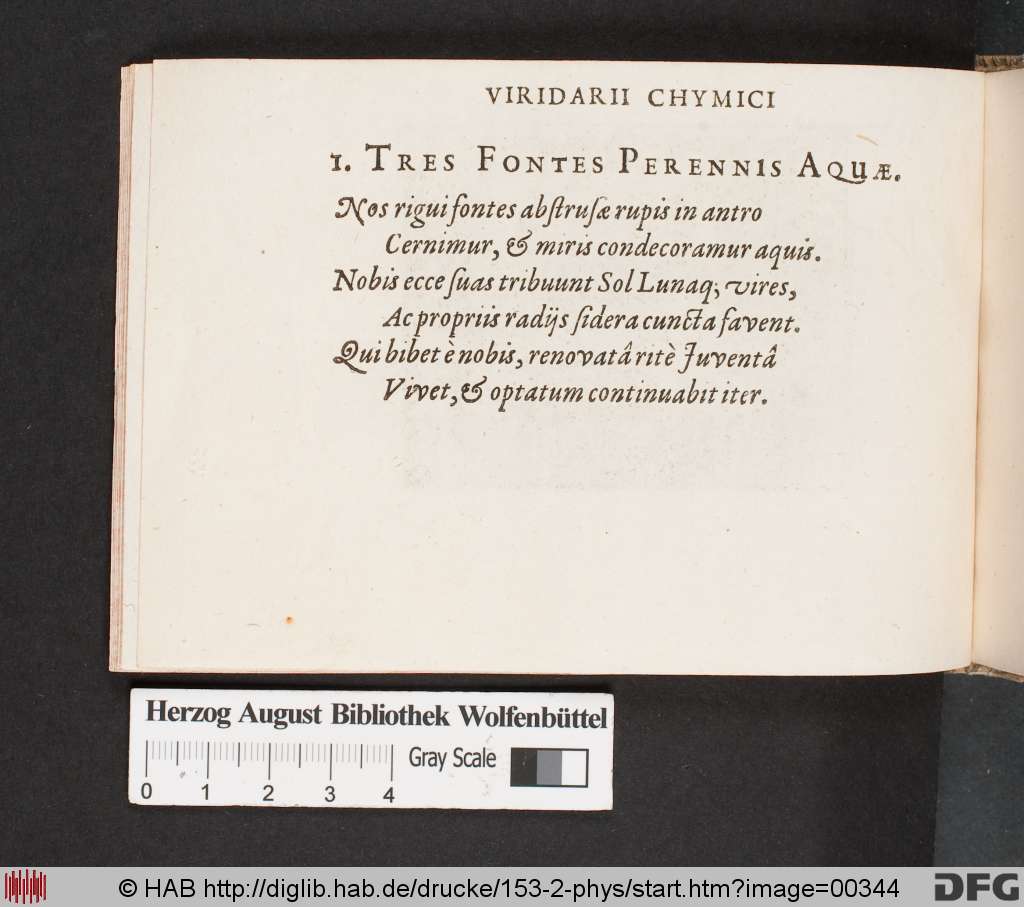 VIRIDARII CHYMICI
1. TRES FONTES PERENNIS AQUÆ.
Nos rigui fontes abſtruſæ rupis in antro
Cernimur, & miris condecoramur aquis.
Nobis ecce ſuas tribuunt Sol Lunaq; vires,
Ac propriis radijs ſidera cuncta favent.
Qui bibet è nobis, renovatâ ritè Juventâ
Vivet, & optatum continuabit iter.
Herzog August Bibliothek Wolfenbüttel
Gray Scale
0 1 2 3 4
© HAB http://diglib.hab.de/drucke/153-2-phys/start.htm?image=00344
DFG